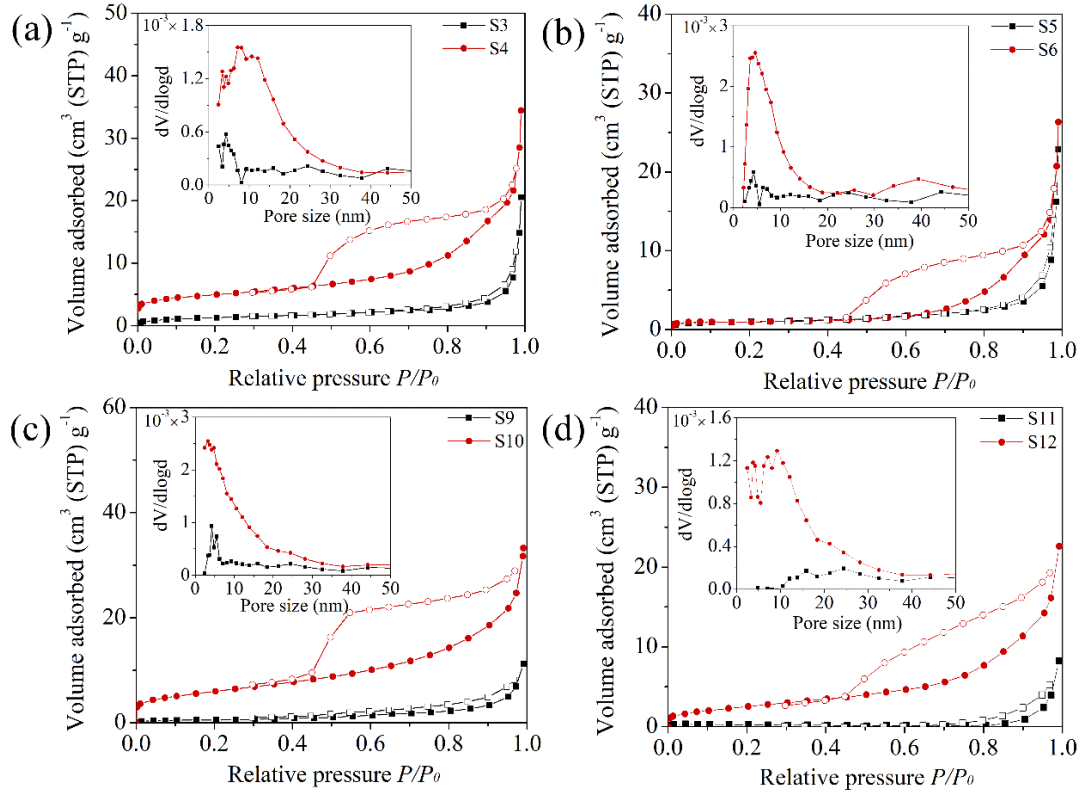 (a)
Volume adsorbed (cm³ (STP) g⁻¹)
50
40
30
20
10
0
0.0 0.2 0.4 0.6 0.8 1.0
Relative pressure P/P₀
S3
S4
10⁻³× 1.8
1.2
0.6
0.0
dV/dlogd
0 10 20 30 40 50
Pore size (nm)
(b)
Volume adsorbed (cm³ (STP) g⁻¹)
40
30
20
10
0
0.0 0.2 0.4 0.6 0.8 1.0
Relative pressure P/P₀
S5
S6
10⁻³×3
2
1
0
dV/dlogd
0 10 20 30 40 50
Pore size (nm)
(c)
Volume adsorbed (cm³ (STP) g⁻¹)
60
40
20
0
0.0 0.2 0.4 0.6 0.8 1.0
Relative pressure P/P₀
S9
S10
10⁻³×3
2
1
0
dV/dlogd
0 10 20 30 40 50
Pore size (nm)
(d)
Volume adsorbed (cm³ (STP) g⁻¹)
40
20
0
0.0 0.2 0.4 0.6 0.8 1.0
Relative pressure P/P₀
S11
S12
10⁻³×1.6
1.2
0.8
0.4
0.0
dV/dlogd
0 10 20 30 40 50
Pore size (nm)